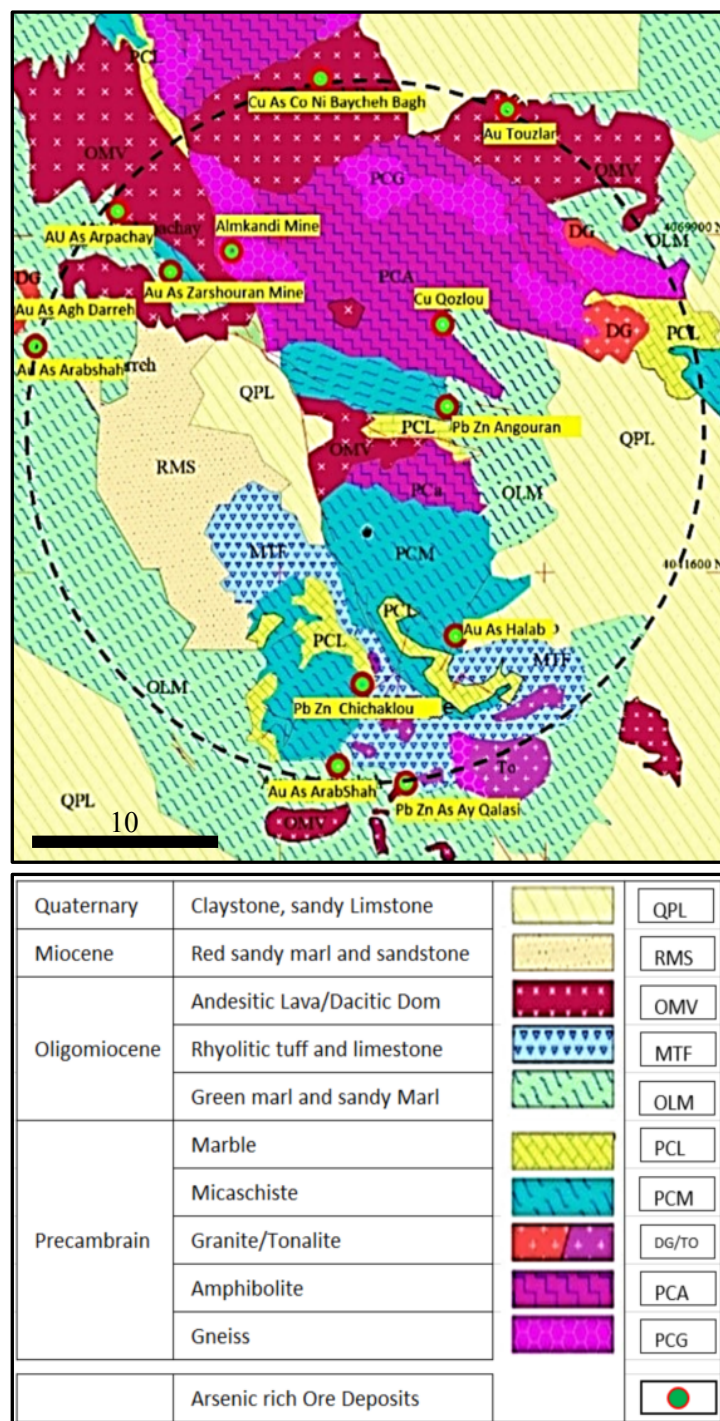 PCL
Cu As Co Ni Baycheh Bagh
Au Touzlar
OMV
OMV
PCG
Almkandi Mine
AU As Arpachay
chay
DG
4069900 N
OLM
Au As Zarshouran Mine
PCA
DG
Cu Qozlou
Au As Agh Darreh
DG
PCL
Au As Arabshah
rreh
QPL
PCL
Pb Zn Angouran
QPL
OMV
RMS
PCa
OLM
MTF
PCM
4041600 N
PCL
PCL
Au As Halab
MTF
OLM
Pb Zn Chichaklou
e
To
Au As ArabShah
QPL
Pb Zn As Ay Qalasi
OMV
10
Quaternary Claystone, sandy Limstone QPL
Miocene Red sandy marl and sandstone RMS
Andesitic Lava/Dacitic Dom OMV
Oligomiocene Rhyolitic tuff and limestone MTF
Green marl and sandy Marl OLM
Marble PCL
Micaschiste PCM
Precambrain Granite/Tonalite DG/TO
Amphibolite PCA
Gneiss PCG
Arsenic rich Ore Deposits